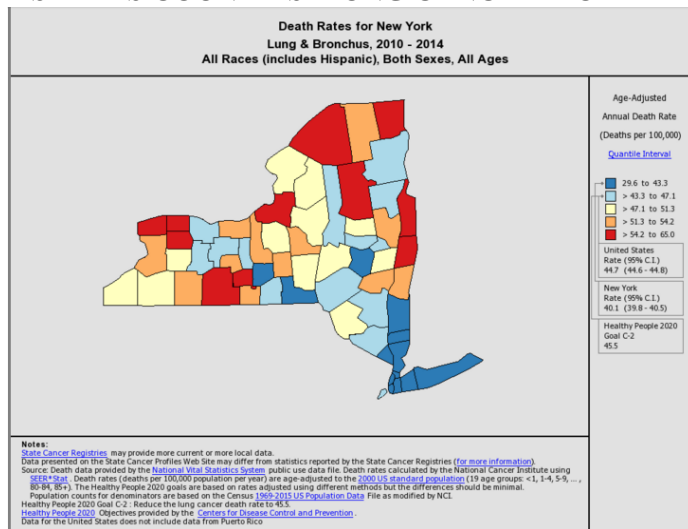 Death Rates for New York
Lung & Bronchus, 2010 - 2014
All Races (includes Hispanic), Both Sexes, All Ages
Age-Adjusted
Annual Death Rate
(Deaths per 100,000)
Quantile Interval
29.6 to 43.3
> 43.3 to 47.1
> 47.1 to 51.3
> 51.3 to 54.2
> 54.2 to 65.0
United States
Rate (95% C.I.)
44.7 (44.6 - 44.8)
New York
Rate (95% C.I.)
40.1 (39.8 - 40.5)
Healthy People 2020
Goal C-2
45.5
Notes:
State Cancer Registries may provide more current or more local data.
Data presented on the State Cancer Profiles Web Site may differ from statistics reported by the State Cancer Registries (for more information).
Source: Death data provided by the National Vital Statistics System public use data file. Death rates calculated by the National Cancer Institute using
SEER*Stat . Death rates (deaths per 100,000 population per year) are age-adjusted to the 2000 US standard population (19 age groups: <1, 1-4, 5-9, ... ,
80-84, 85+). The Healthy People 2020 goals are based on rates adjusted using different methods but the differences should be minimal.
Population counts for denominators are based on the Census 1969-2015 US Population Data File as modified by NCI.
Healthy People 2020 Goal C-2 : Reduce the lung cancer death rate to 45.5.
Healthy People 2020 Objectives provided by the Centers for Disease Control and Prevention .
Data for the United States does not include data from Puerto Rico